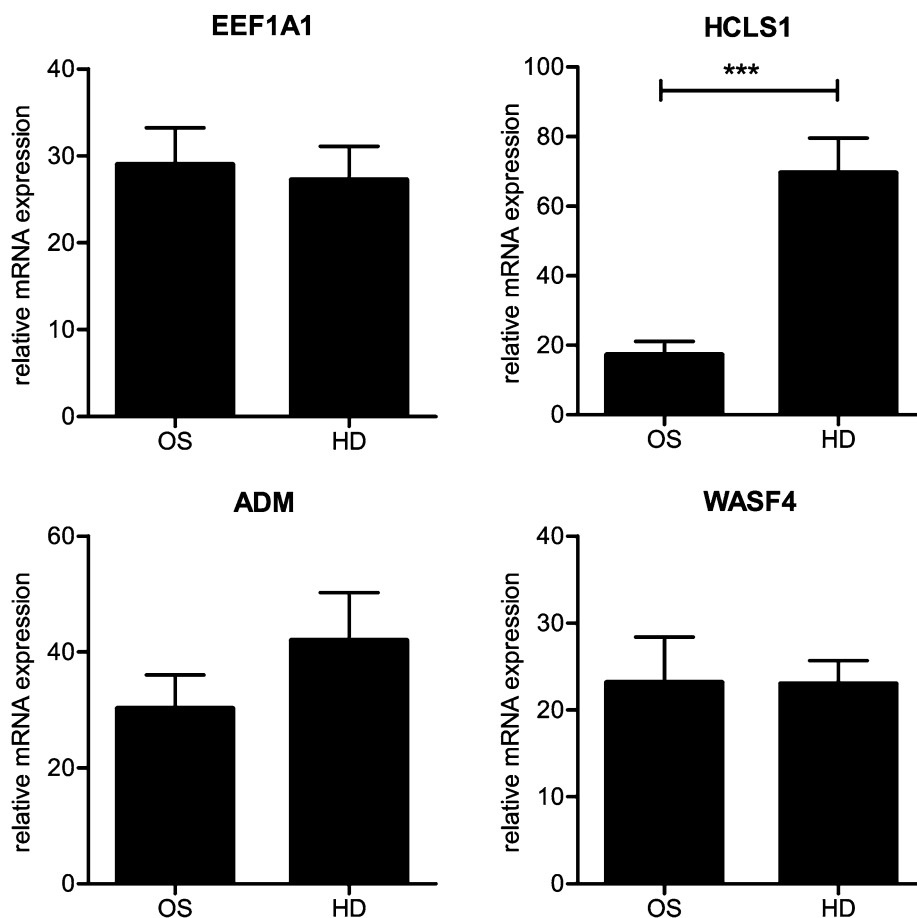 EEF1A1
relative mRNA expression
40
30
20
10
0
OS HD
HCLS1
***
relative mRNA expression
100
80
60
40
20
0
OS HD
ADM
relative mRNA expression
60
40
20
0
OS HD
WASF4
relative mRNA expression
40
30
20
10
0
OS HD